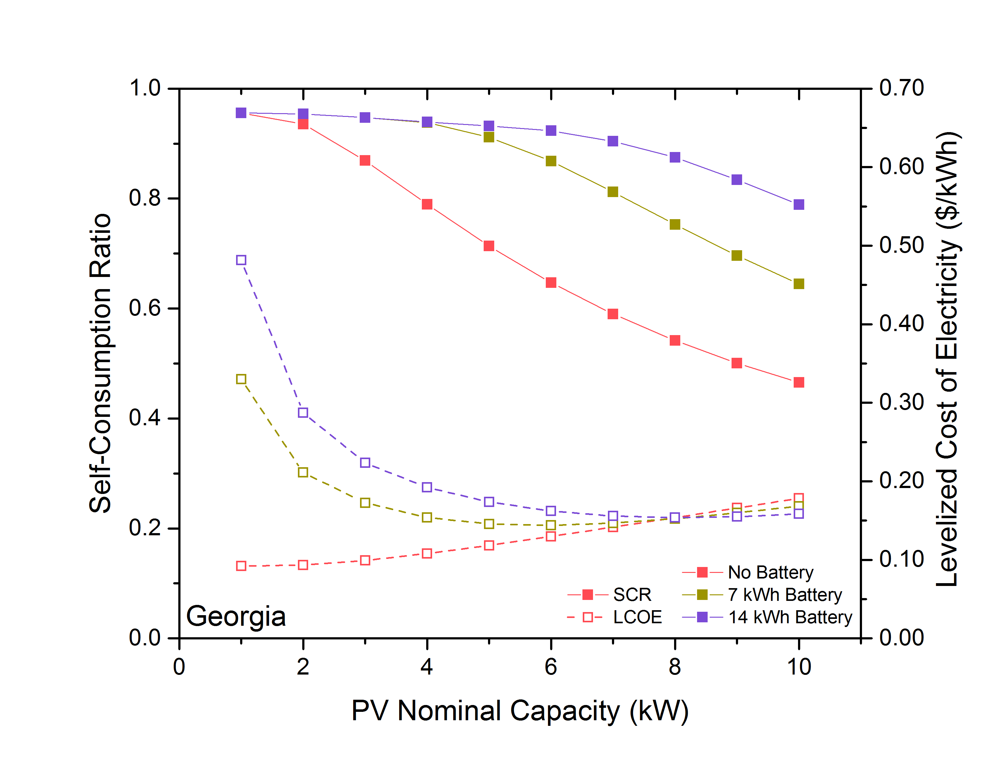 1.0
0.8
0.6
0.4
0.2
0.0
Self-Consumption Ratio
0.70
0.60
0.50
0.40
0.30
0.20
0.10
0.00
Levelized Cost of Electricity ($/kWh)
No Battery
SCR
7 kWh Battery
LCOE
14 kWh Battery
Georgia
0 2 4 6 8 10
PV Nominal Capacity (kW)